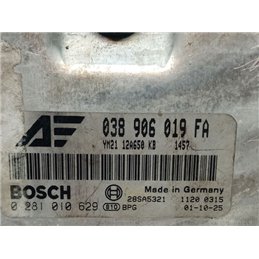 AF 038 906 019 FA
YM21 12A650 KB 1457
BOSCH Made in Germany
28SA5321 1120 0315
0 281 010 629 BPG 01-10-25